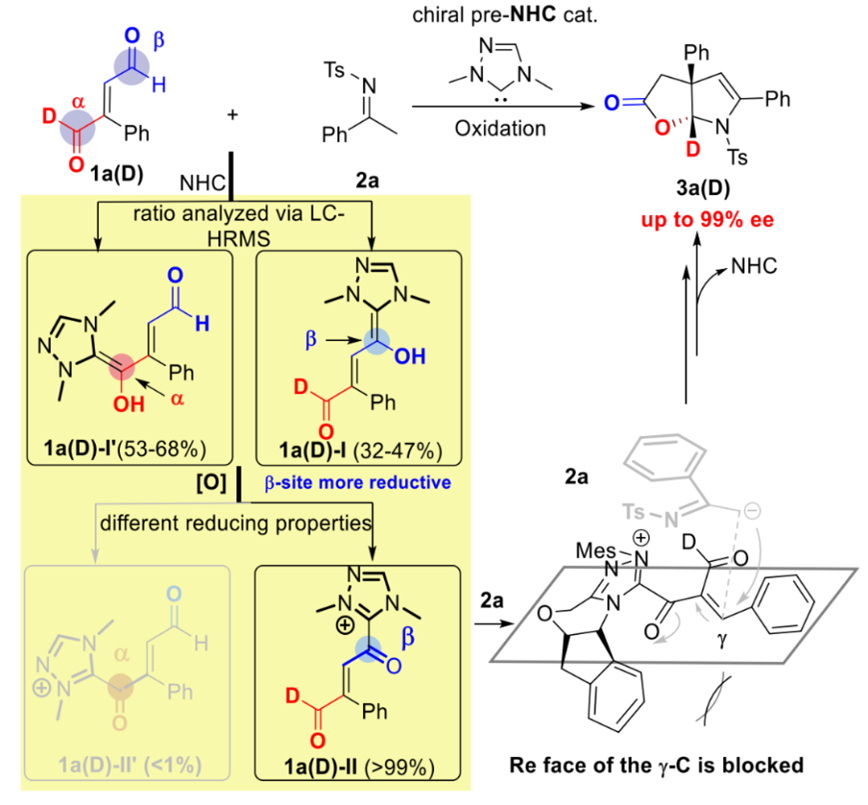 chiral pre-NHC cat.
O β
H
D α
Ph
O
1a(D)
+
Ts N
Ph
2a
N
N N
Oxidation
Ph
O
Ph
O N
D Ts
3a(D)
up to 99% ee
NHC
ratio analyzed via LC-
HRMS
O
N H
N
N Ph
OH α
1a(D)-I'(53-68%)
N
N N
β
OH
D
Ph
O
1a(D)-I (32-47%)
NHC
[O] β-site more reductive
different reducing properties
O
N H
N α
⊕ N Ph
O
1a(D)-II' (<1%)
N
N N
⊕ β
O
D
Ph
O
1a(D)-II (>99%)
2a
2a
Ts N ⊖
⊕
Mes N D
N O
N
O
O γ
Re face of the γ-C is blocked